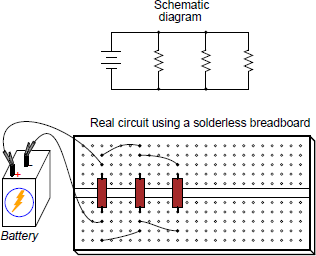 Schematic
diagram
Real circuit using a solderless breadboard
+
-
Battery